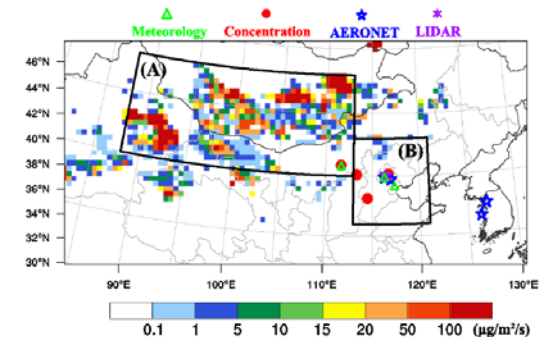 Meteorology Concentration AERONET LIDAR
46°N
44°N
42°N
40°N
38°N
36°N
34°N
32°N
30°N
(A)
(B)
90°E 100°E 110°E 120°E 130°E
0.1 1 5 10 15 20 50 100 (μg/m²/s)